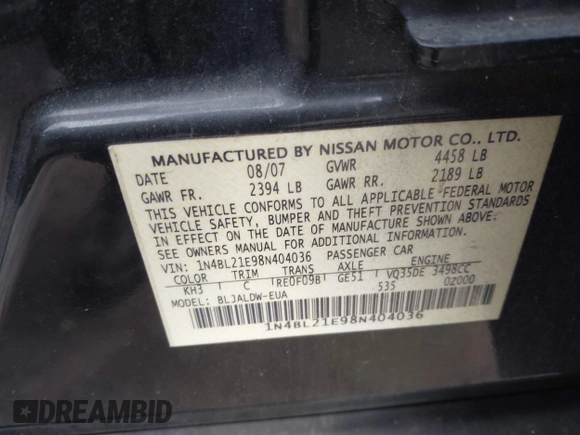 MANUFACTURED BY NISSAN MOTOR CO., LTD.
DATE 08/07 GVWR 4458 LB
GAWR FR. 2394 LB GAWR RR. 2189 LB
THIS VEHICLE CONFORMS TO ALL APPLICABLE FEDERAL MOTOR
VEHICLE SAFETY, BUMPER AND THEFT PREVENTION STANDARDS
IN EFFECT ON THE DATE OF MANUFACTURE SHOWN ABOVE.
SEE OWNERS MANUAL FOR ADDITIONAL INFORMATION.
VIN: 1N4BL21E98N404036 PASSENGER CAR
COLOR TRIM TRANS AXLE ENGINE
KH3 C RE0F09B GE51 VQ35DE 3498CC
MODEL: BLJALDW-EUA 535 02000
1N4BL21E98N404036
DREAMBID